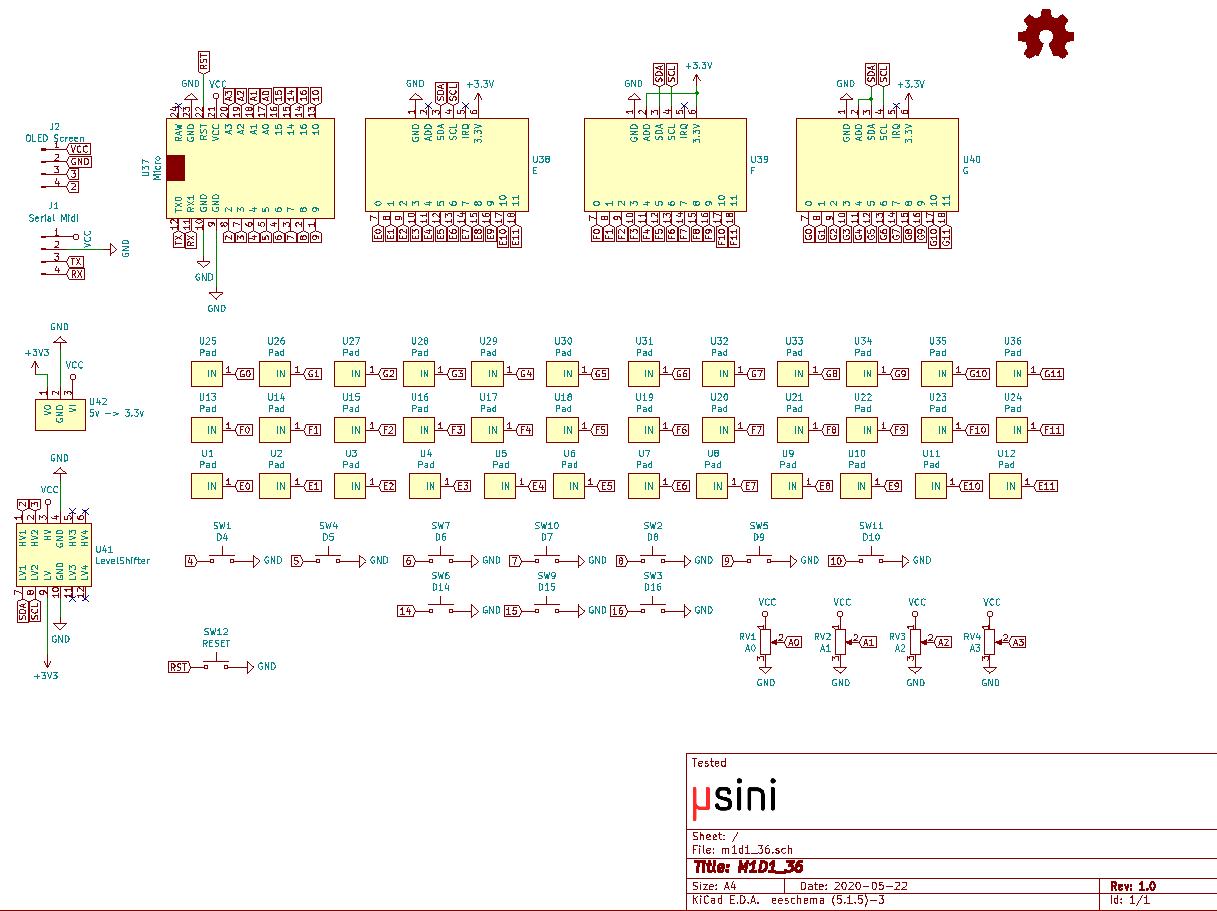 RST
GND VCC A3 A2 A1 A0 15 14 16 10
24 23 22 21 20 19 18 17 16 15 14 13
RAW GND RST VCC A3 A2 A1 A0 15 14 16 10
U37
Micro
TX0 RX1 GND GND 2 3 4 5 6 7 8 9
12 11 10 9 8 7 6 5 4 3 2 1
TX RX 2 3 4 5 6 7 8 9
GND
GND
GND SDA SCL +3.3V
1 2 3 4 5 6
GND ADD SDA SCL IRQ 3.3V
U38
E
0 1 2 3 4 5 6 7 8 9 10 11
7 8 9 10 11 12 13 14 15 16 17 18
E0 E1 E2 E3 E4 E5 E6 E7 E8 E9 E10 E11
GND SDA SCL +3.3V
1 2 3 4 5 6
GND ADD SDA SCL IRQ 3.3V
U39
F
0 1 2 3 4 5 6 7 8 9 10 11
7 8 9 10 11 12 13 14 15 16 17 18
F0 F1 F2 F3 F4 F5 F6 F7 F8 F9 F10 F11
GND SDA SCL +3.3V
1 2 3 4 5 6
GND ADD SDA SCL IRQ 3.3V
U40
G
0 1 2 3 4 5 6 7 8 9 10 11
7 8 9 10 11 12 13 14 15 16 17 18
G0 G1 G2 G3 G4 G5 G6 G7 G8 G9 G10 G11
J2
OLED Screen
1 VCC
2 GND
3 3
4 2
J1
Serial Midi
1 VCC
2 GND
3 TX
4 RX
GND
+3V3
VCC
1 2 3
VO GND VI
U42
5v -> 3.3v
GND
VCC
2 3
1 2 3 4 5 6
HV1 HV2 HV GND HV3 HV4
U41
LevelShifter
LV1 LV2 LV GND LV3 LV4
7 8 9 10 11 12
SDA SCL
GND
+3V3
U25 U26 U27 U28 U29 U30 U31 U32 U33 U34 U35 U36
Pad Pad Pad Pad Pad Pad Pad Pad Pad Pad Pad Pad
IN 1 G0 IN 1 G1 IN 1 G2 IN 1 G3 IN 1 G4 IN 1 G5 IN 1 G6 IN 1 G7 IN 1 G8 IN 1 G9 IN 1 G10 IN 1 G11
U13 U14 U15 U16 U17 U18 U19 U20 U21 U22 U23 U24
Pad Pad Pad Pad Pad Pad Pad Pad Pad Pad Pad Pad
IN 1 F0 IN 1 F1 IN 1 F2 IN 1 F3 IN 1 F4 IN 1 F5 IN 1 F6 IN 1 F7 IN 1 F8 IN 1 F9 IN 1 F10 IN 1 F11
U1 U2 U3 U4 U5 U6 U7 U8 U9 U10 U11 U12
Pad Pad Pad Pad Pad Pad Pad Pad Pad Pad Pad Pad
IN 1 E0 IN 1 E1 IN 1 E2 IN 1 E3 IN 1 E4 IN 1 E5 IN 1 E6 IN 1 E7 IN 1 E8 IN 1 E9 IN 1 E10 IN 1 E11
SW1 SW4 SW7 SW10 SW2 SW5 SW11
D4 D5 D6 D7 D8 D9 D10
4 GND 5 GND 6 GND 7 GND 8 GND 9 GND 10 GND
SW6 SW9 SW3
D14 D15 D16
14 GND 15 GND 16 GND
SW12
RESET
RST GND
VCC VCC VCC VCC
1 1 1 1
RV1 2 A0 RV2 2 A1 RV3 2 A2 RV4 2 A3
A0 A1 A2 A3
3 3 3 3
GND GND GND GND
Tested
µsini
Sheet: /
File: m1d1_36.sch
Title: M1D1_36
Size: A4 Date: 2020-05-22 Rev: 1.0
KiCad E.D.A. eeschema (5.1.5)-3 Id: 1/1